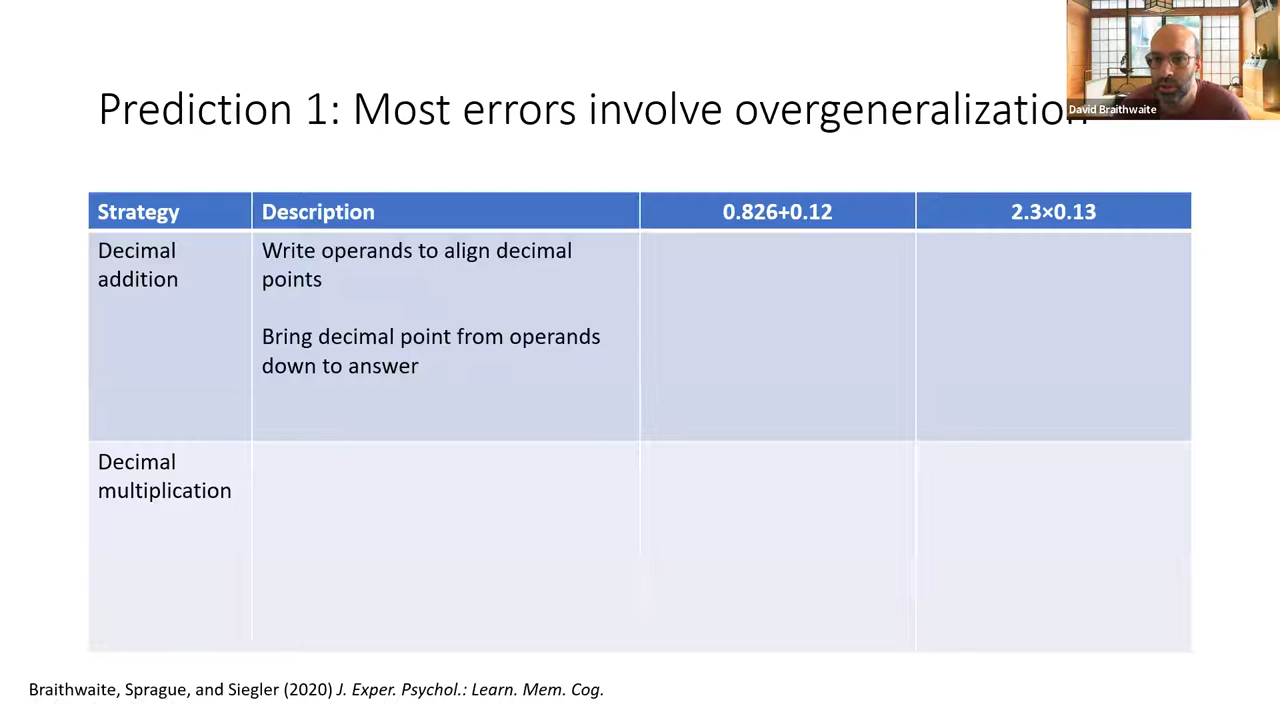 Prediction 1: Most errors involve overgeneralization
David Braithwaite
Strategy
Description
0.826+0.12
2.3×0.13
Decimal
addition
Write operands to align decimal
points
Bring decimal point from operands
down to answer
Decimal
multiplication
Braithwaite, Sprague, and Siegler (2020) J. Exper. Psychol.: Learn. Mem. Cog.